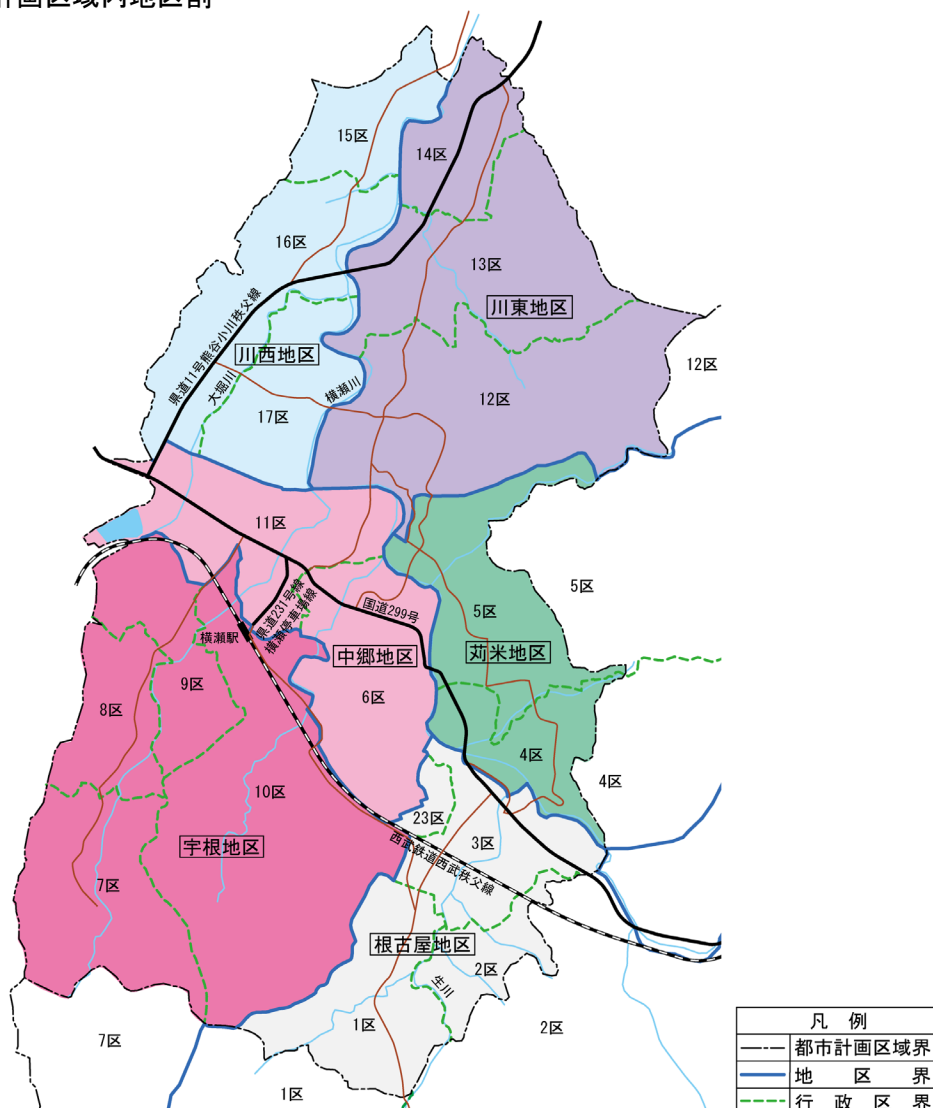 計画区域内地区割
15区
14区
16区
13区
川東地区
県道11号熊谷小川秩父線
川西地区
大堀川
横瀬川
12区
12区
17区
11区
5区
県道231号線
横瀬停車場線
国道299号
5区
横瀬駅
中郷地区
苅米地区
9区
6区
8区
4区
4区
10区
23区
3区
宇根地区
西武鉄道西武秩父線
7区
根古屋地区
2区
生川
1区
2区
7区
1区
凡 例
都市計画区域界
地 区 界
行 政 区 界